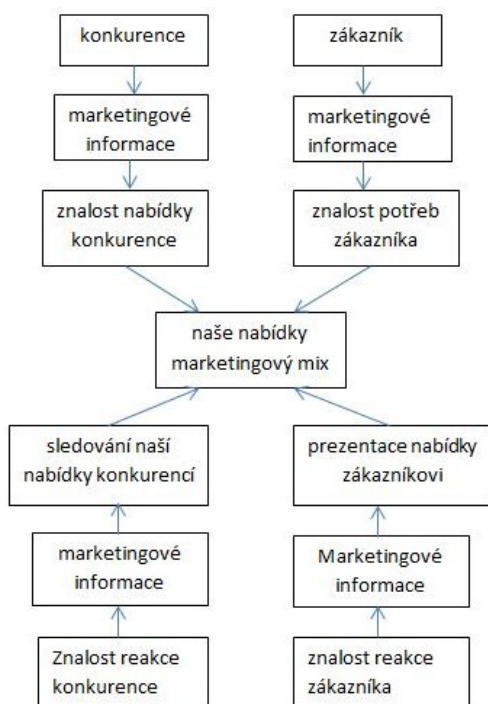 konkurence
zákazník
marketingové
informace
marketingové
informace
znalost nabídky
konkurence
znalost potřeb
zákazníka
naše nabídky
marketingový mix
sledování naší
nabídky konkurencí
prezentace nabídky
zákazníkovi
marketingové
informace
Marketingové
informace
Znalost reakce
konkurence
znalost reakce
zákazníka